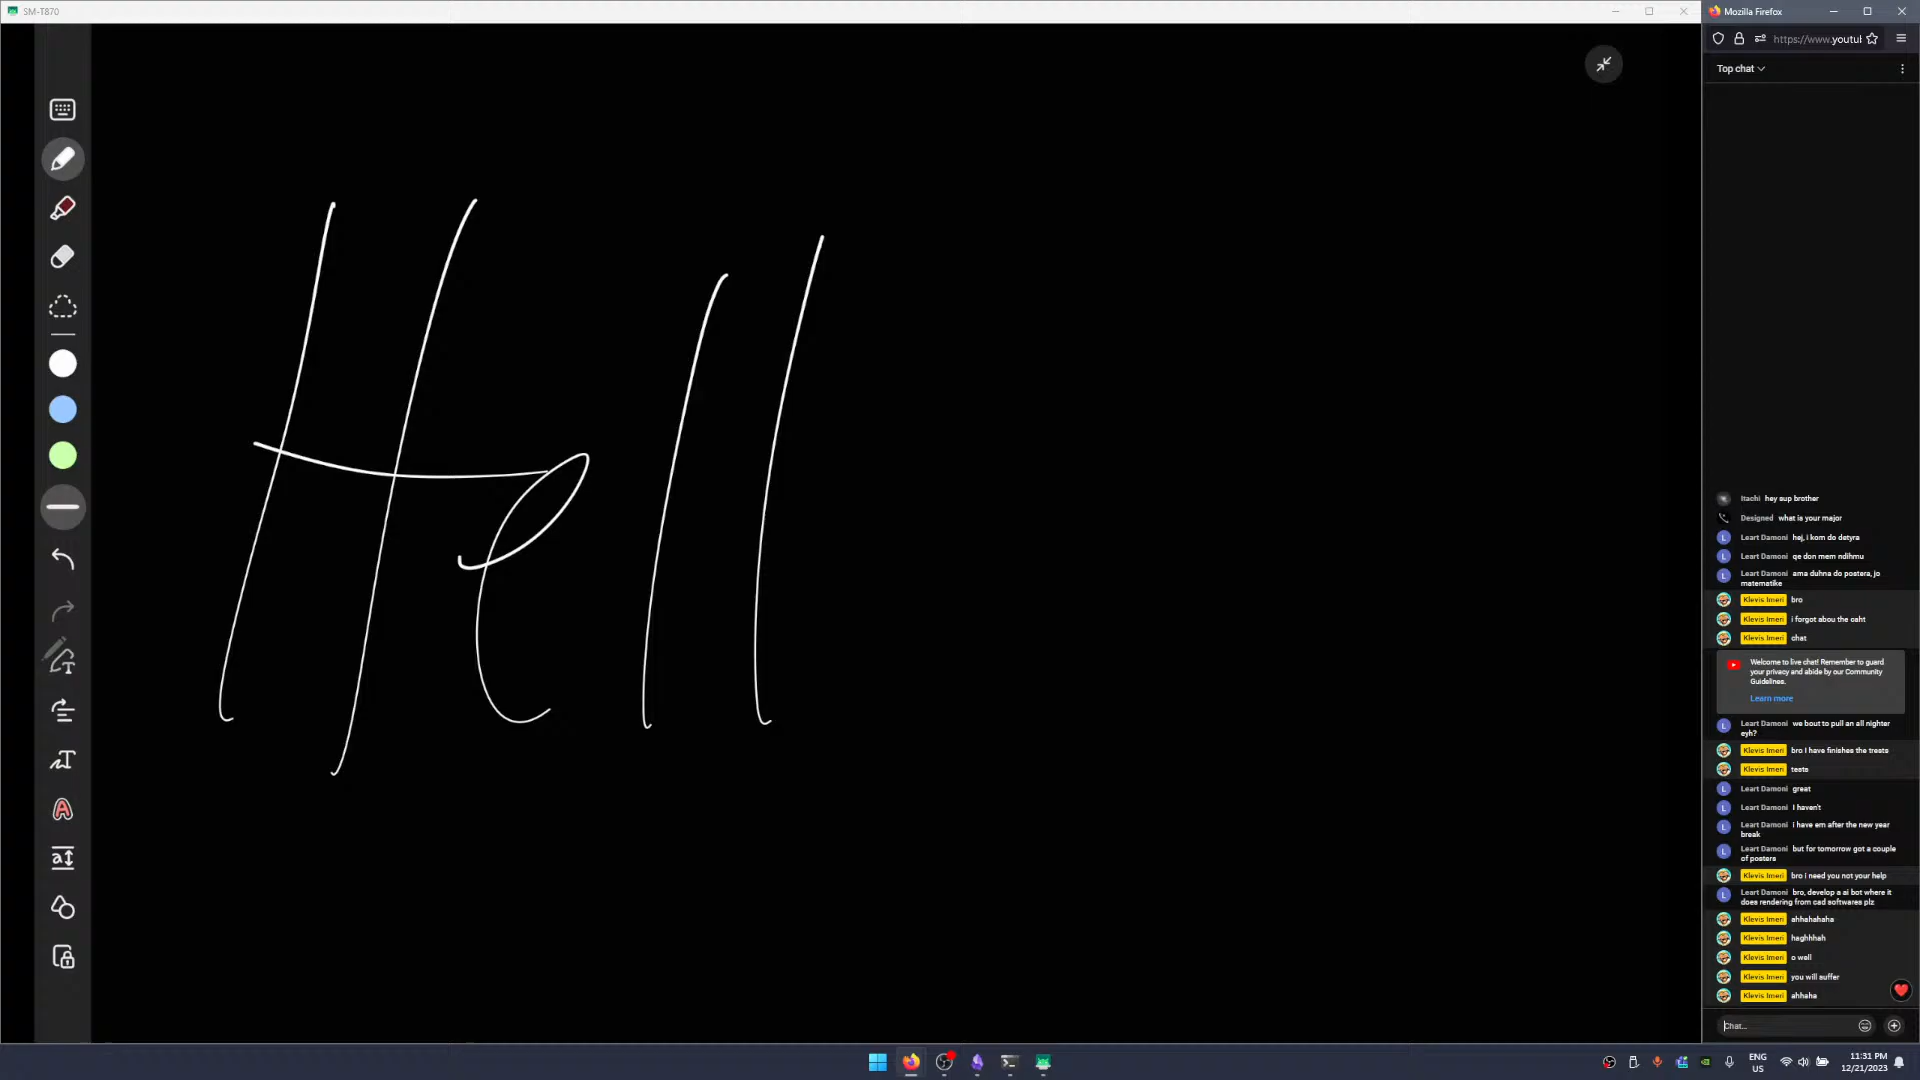 SM-T870
Mozilla Firefox
https://www.youtul
Top chat
Hell
Itachi hey sup brother
Designed what is your major
Leart Damoni hej, i kom do detyra
Leart Damoni qe don mem ndihmu
Leart Damoni ama duhna do postera, jo
matematike
Klevis Imeri bro
Klevis Imeri i forgot abou the caht
Klevis Imeri chat
Welcome to live chat! Remember to guard
your privacy and abide by our Community
Guidelines.
Learn more
Leart Damoni we bout to pull an all nighter
eyh?
Klevis Imeri bro I have finishes the trests
Klevis Imeri tests
Leart Damoni great
Leart Damoni I haven't
Leart Damoni i have em after the new year
break
Leart Damoni but for tomorrow got a couple
of posters
Klevis Imeri bro i need you not your help
Leart Damoni bro, develop a ai bot where it
does rendering from cad softwares plz
Klevis Imeri ahhahahaha
Klevis Imeri haghhhah
Klevis Imeri o well
Klevis Imeri you will suffer
Klevis Imeri ahhaha
Chat...
ENG
US
11:31 PM
12/21/2023